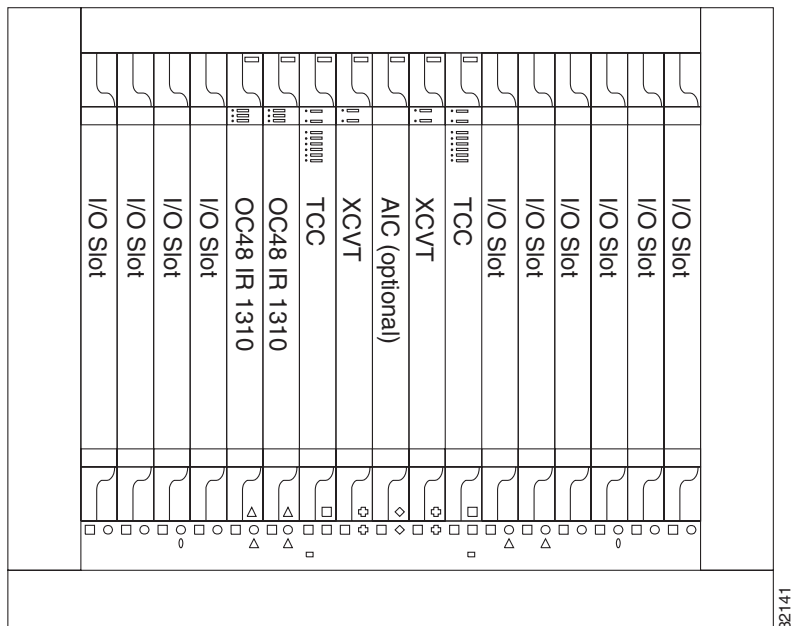 I/O Slot
I/O Slot
I/O Slot
I/O Slot
OC48 IR 1310
OC48 IR 1310
TCC
XCVT
AIC (optional)
XCVT
TCC
I/O Slot
I/O Slot
I/O Slot
I/O Slot
I/O Slot
I/O Slot
32141